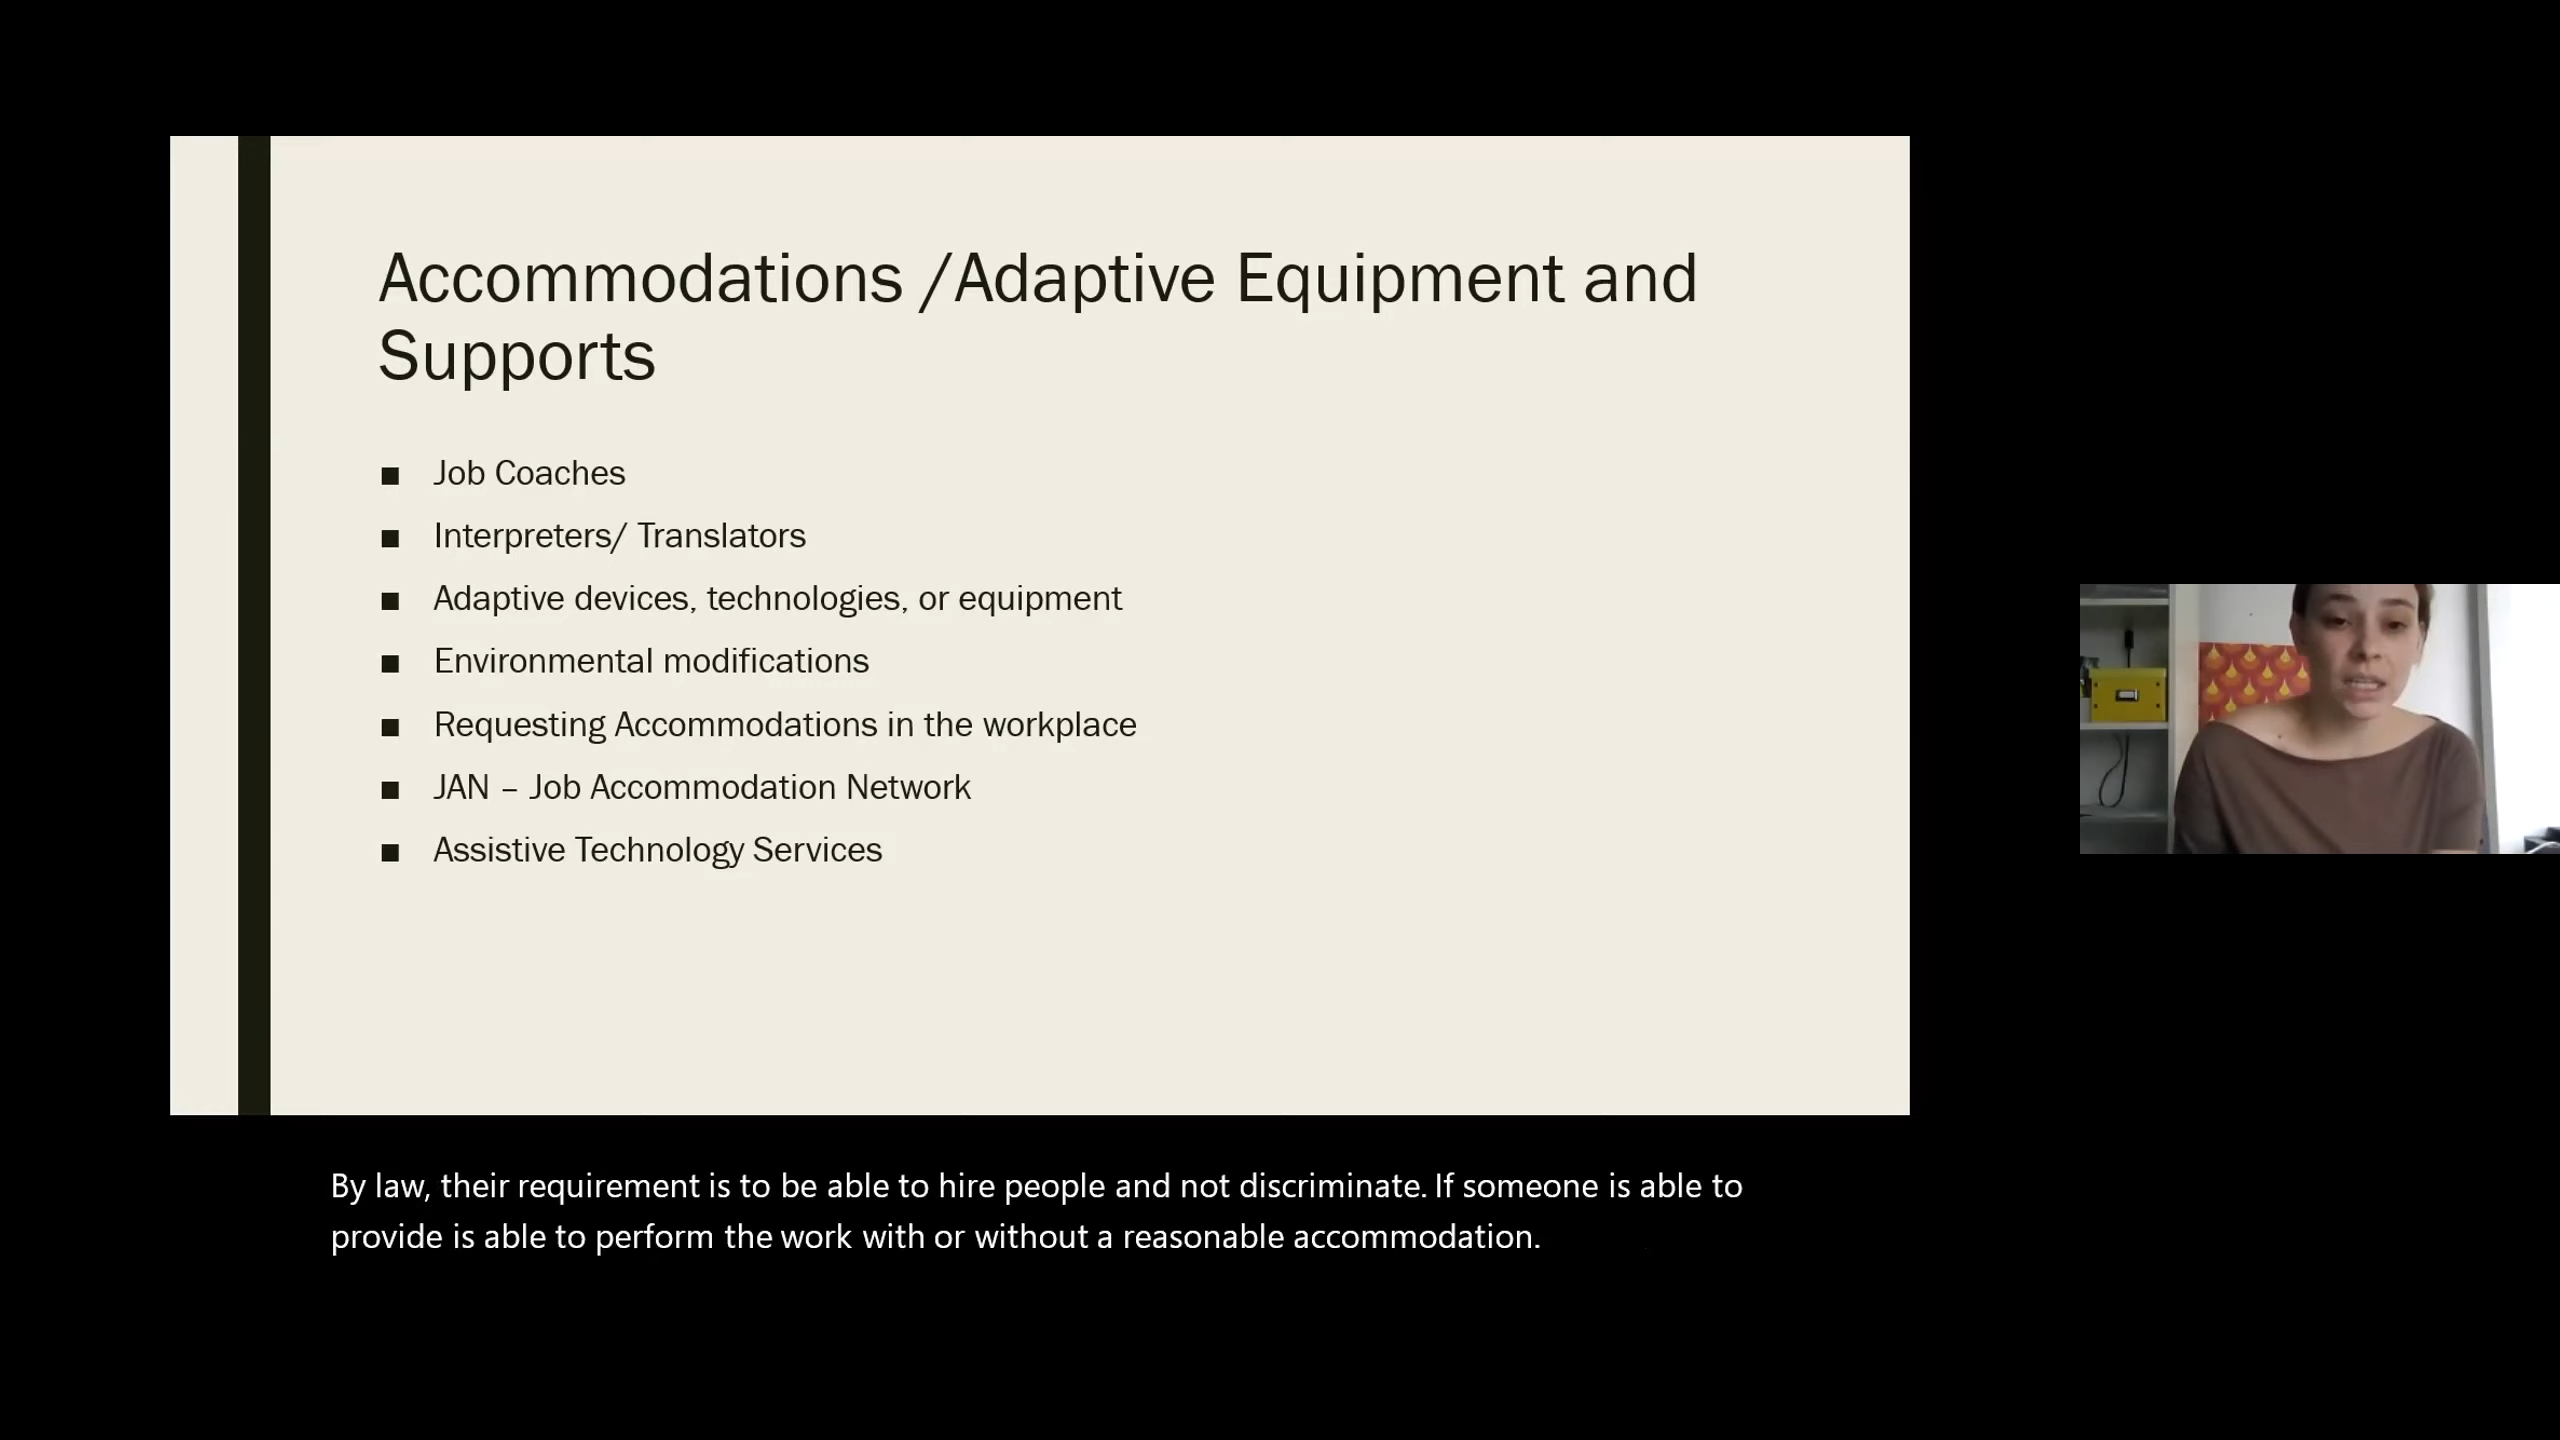 Accommodations /Adaptive Equipment and
Supports
■ Job Coaches
■ Interpreters/ Translators
■ Adaptive devices, technologies, or equipment
■ Environmental modifications
■ Requesting Accommodations in the workplace
■ JAN – Job Accommodation Network
■ Assistive Technology Services
By law, their requirement is to be able to hire people and not discriminate. If someone is able to
provide is able to perform the work with or without a reasonable accommodation.